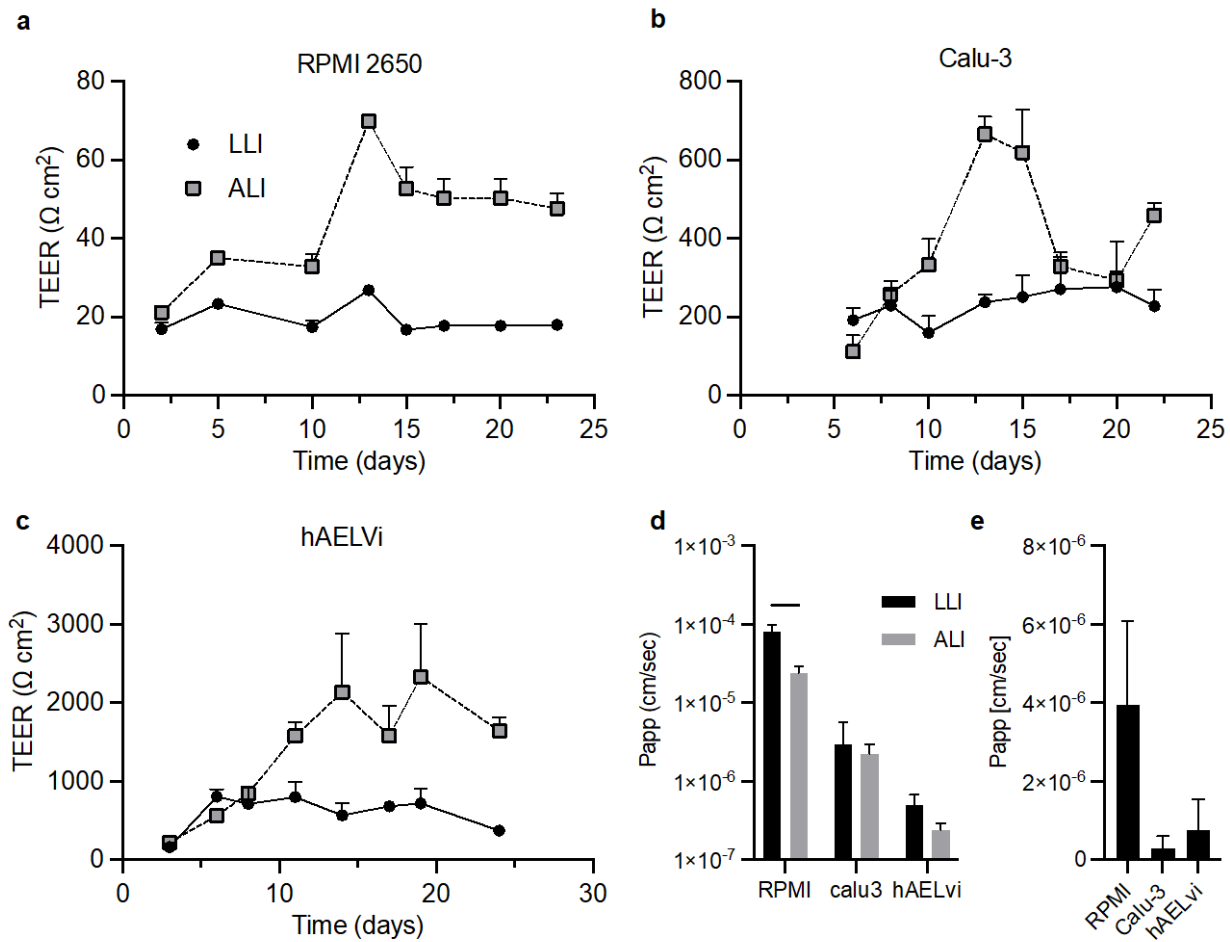 a
RPMI 2650
80
60
40
20
0
TEER (Ω cm²)
LLI
ALI
0 5 10 15 20 25
Time (days)
b
Calu-3
800
600
400
200
0
TEER (Ω cm²)
0 5 10 15 20 25
Time (days)
c
hAELVi
4000
3000
2000
1000
0
TEER (Ω cm²)
0 10 20 30
Time (days)
d
1×10⁻³
1×10⁻⁴
1×10⁻⁵
1×10⁻⁶
1×10⁻⁷
Papp (cm/sec)
LLI
ALI
RPMI calu3 hAELvi
e
8×10⁻⁶
6×10⁻⁶
4×10⁻⁶
2×10⁻⁶
0
Papp [cm/sec]
RPMI
Calu-3
hAELvi